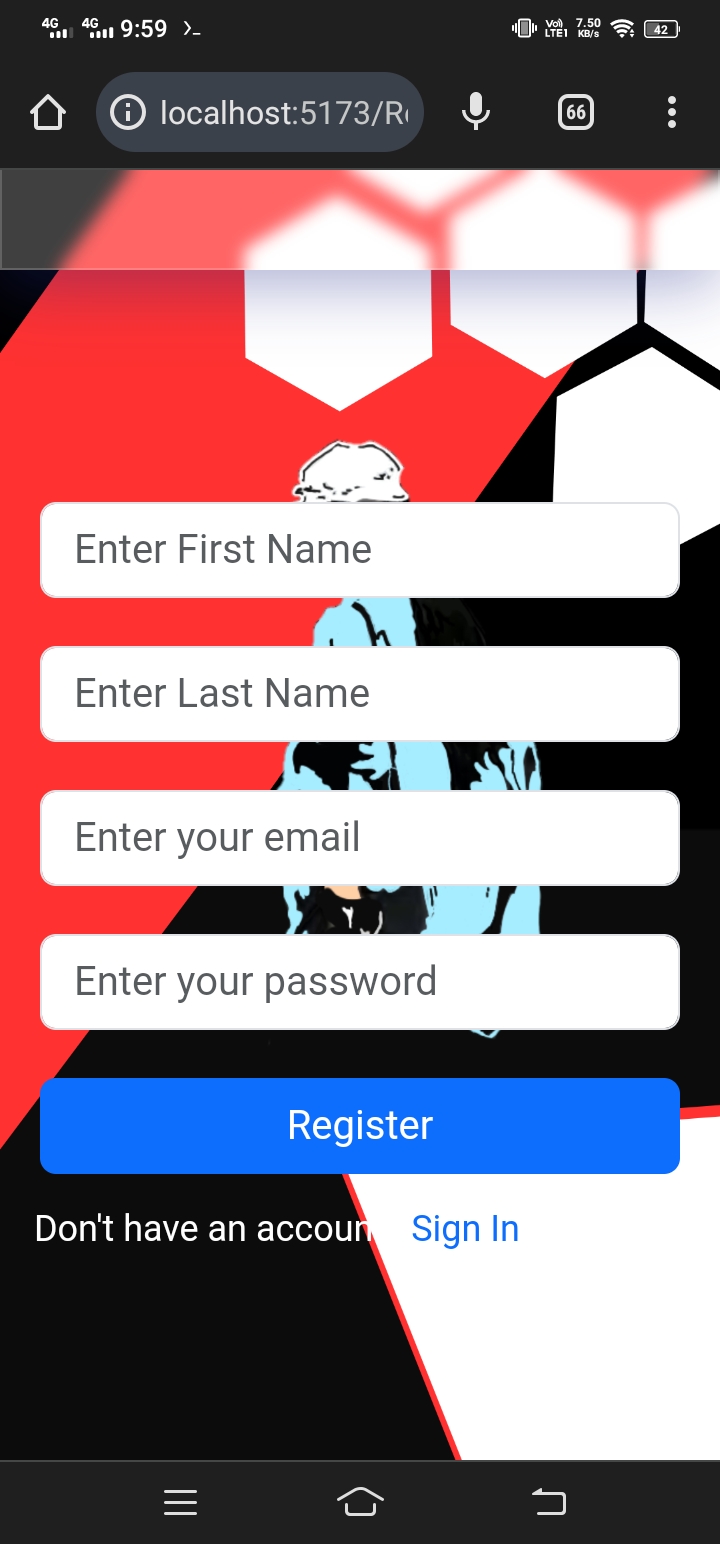 4G 4G 9:59 Vo) LTE1 7.50 KB/s 42
localhost:5173/R 66
Enter First Name
Enter Last Name
Enter your email
Enter your password
Register
Don't have an accoun Sign In